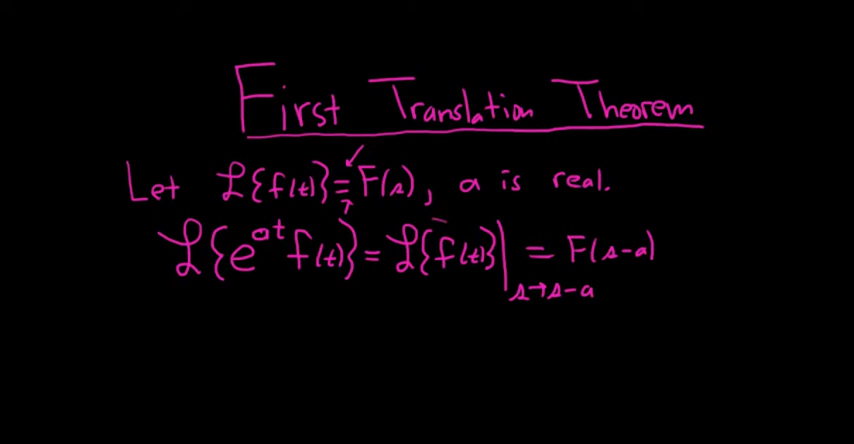 First Translation Theorem
Let ℒ{f(t)} = F(s), a is real.
ℒ{e^{at} f(t)} = ℒ{f(t)}|_{s→s-a} = F(s-a)